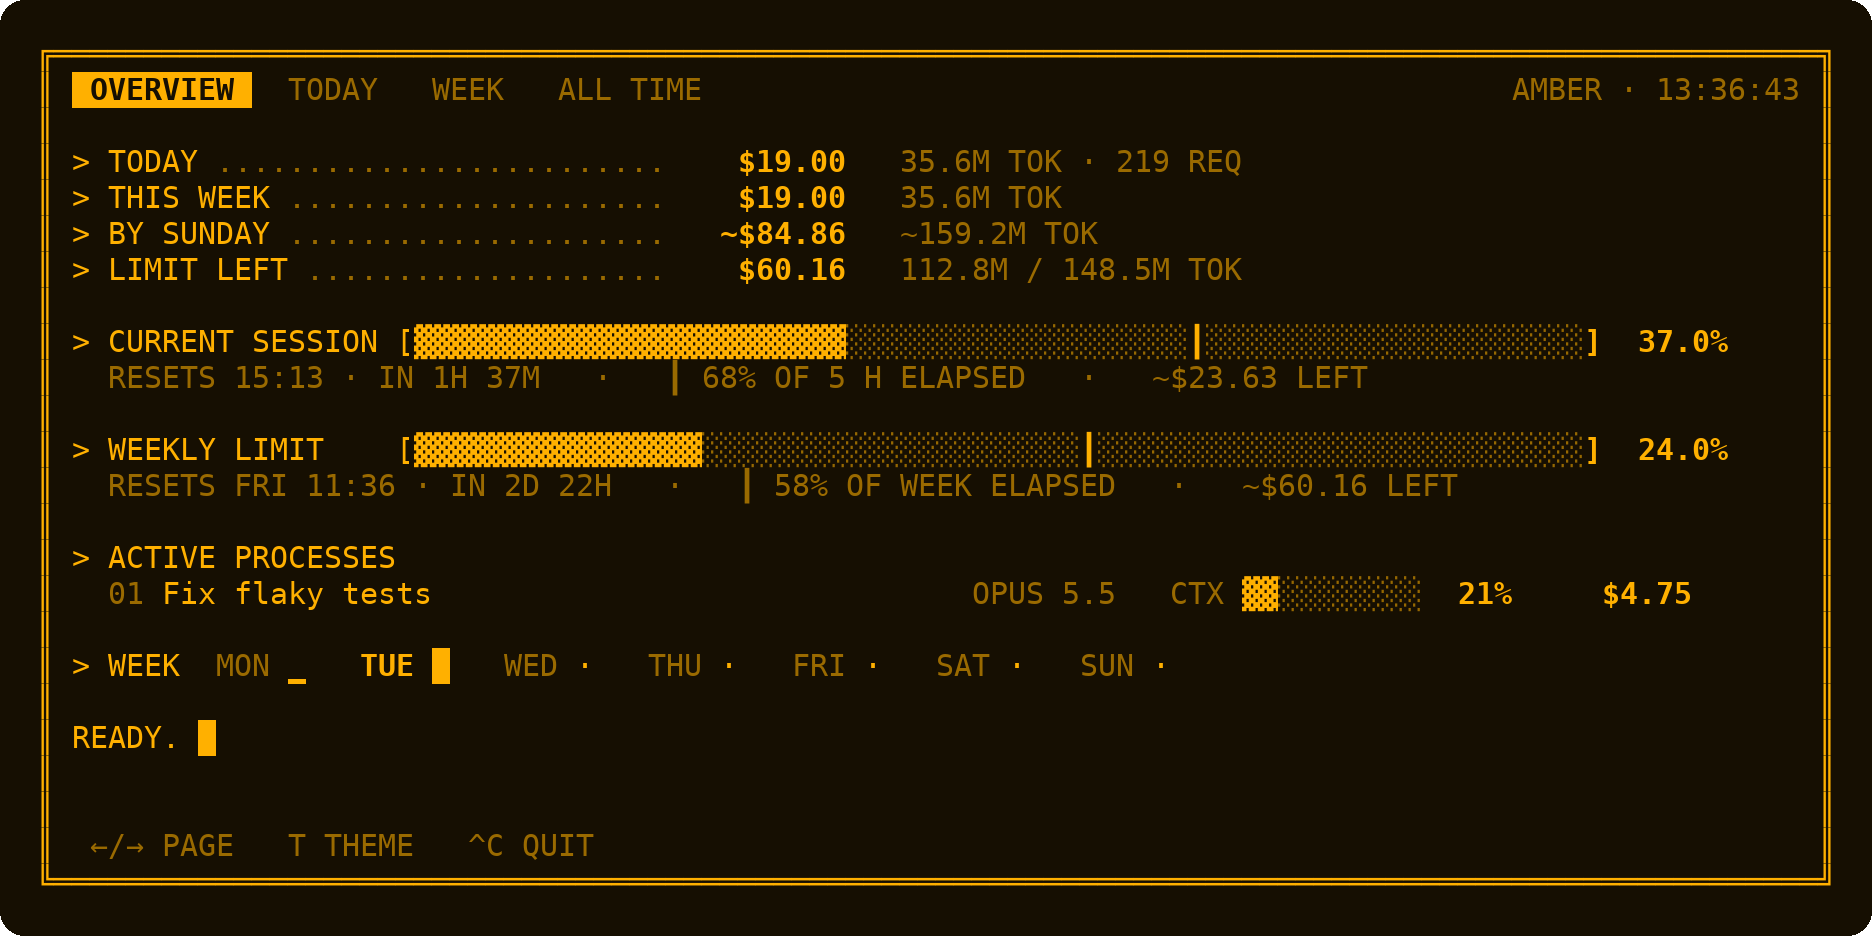 OVERVIEW TODAY WEEK ALL TIME AMBER · 13:36:43
> TODAY ......................... $19.00 35.6M TOK · 219 REQ
> THIS WEEK ..................... $19.00 35.6M TOK
> BY SUNDAY ..................... ~$84.86 ~159.2M TOK
> LIMIT LEFT .................... $60.16 112.8M / 148.5M TOK
> CURRENT SESSION [▓▓▓▓▓▓▓▓▓▓▓▓▓▓▓▓▓▓▓▓▓▓▓▓░░░░░░░░░░░░░░░░░░░┃░░░░░░░░░░░░░░░░░░░░░] 37.0%
RESETS 15:13 · IN 1H 37M · ┃ 68% OF 5 H ELAPSED · ~$23.63 LEFT
> WEEKLY LIMIT [▓▓▓▓▓▓▓▓▓▓▓▓▓▓▓▓░░░░░░░░░░░░░░░░░░░░░┃░░░░░░░░░░░░░░░░░░░░░░░░░░░] 24.0%
RESETS FRI 11:36 · IN 2D 22H · ┃ 58% OF WEEK ELAPSED · ~$60.16 LEFT
> ACTIVE PROCESSES
01 Fix flaky tests OPUS 5.5 CTX ▓▓░░░░░░░░ 21% $4.75
> WEEK MON ▁ TUE █ WED · THU · FRI · SAT · SUN ·
READY. █
←/→ PAGE T THEME ^C QUIT